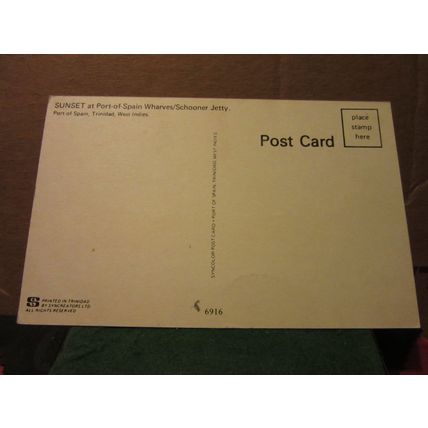 SUNSET at Port-of-Spain Wharves/Schooner Jetty.
Port of Spain, Trinidad, West Indies.
Post Card
place
stamp
here
SYNCOLOR POST CARD • PORT OF SPAIN, TRINIDAD, WEST INDIES
S PRINTED IN TRINIDAD
BY SYNCREATORS LTD.
ALL RIGHTS RESERVED
6916